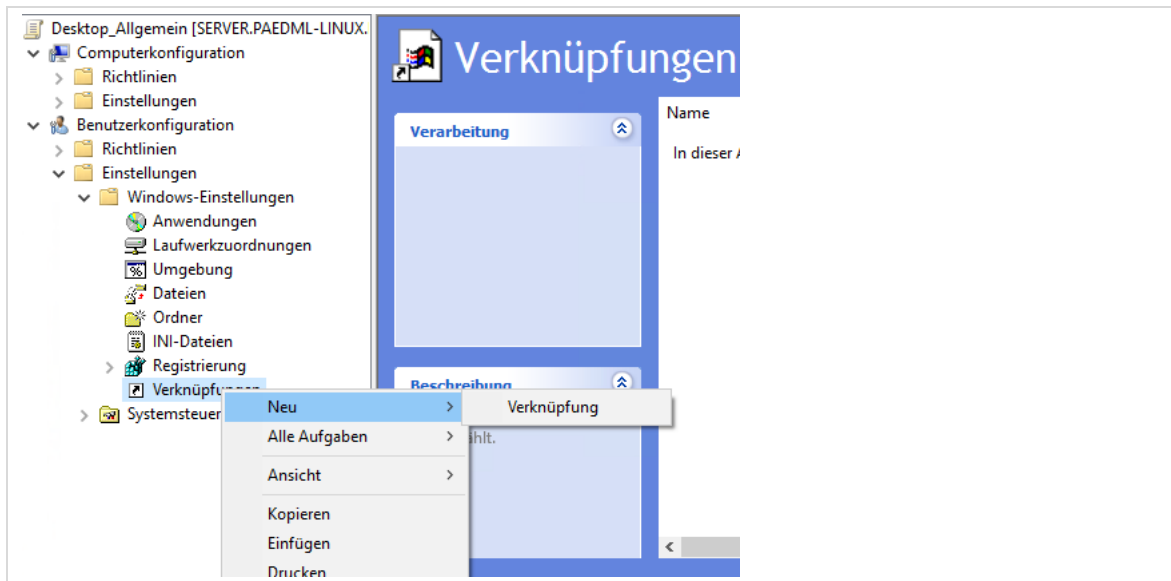 Desktop_Allgemein [SERVER.PAEDML-LINUX.
Computerkonfiguration
Richtlinien
Einstellungen
Benutzerkonfiguration
Richtlinien
Einstellungen
Windows-Einstellungen
Anwendungen
Laufwerkzuordnungen
Umgebung
Dateien
Ordner
INI-Dateien
Registrierung
Verknüpfungen
Systemsteuer
Neu
Alle Aufgaben
Ansicht
Kopieren
Einfügen
Drucken
Verknüpfung
Verknüpfungen
Verarbeitung
Beschreibung
ählt.
Name
In dieser A